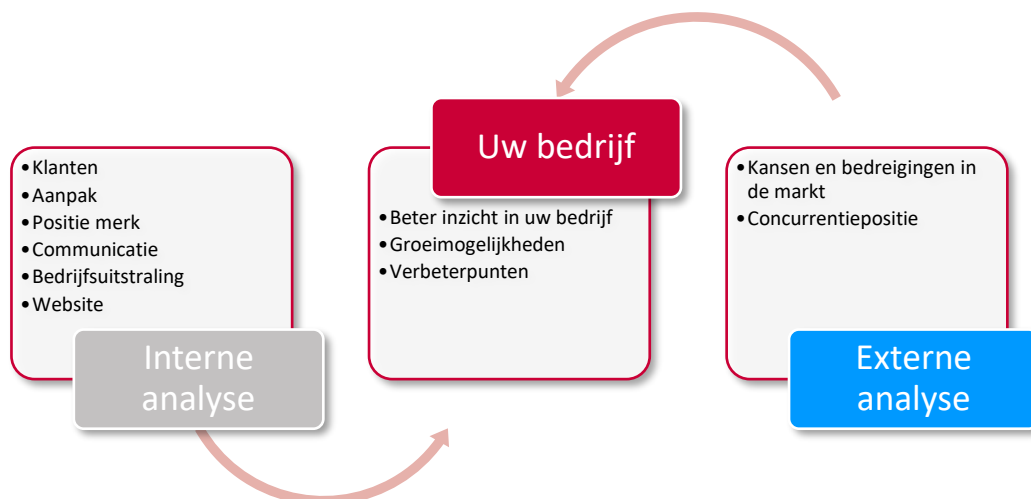 •Klanten
•Aanpak
•Positie merk
•Communicatie
•Bedrijfsuitstraling
•Website
Interne
analyse
Uw bedrijf
•Beter inzicht in uw bedrijf
•Groeimogelijkheden
•Verbeterpunten
•Kansen en bedreigingen in
de markt
•Concurrentiepositie
Externe
analyse